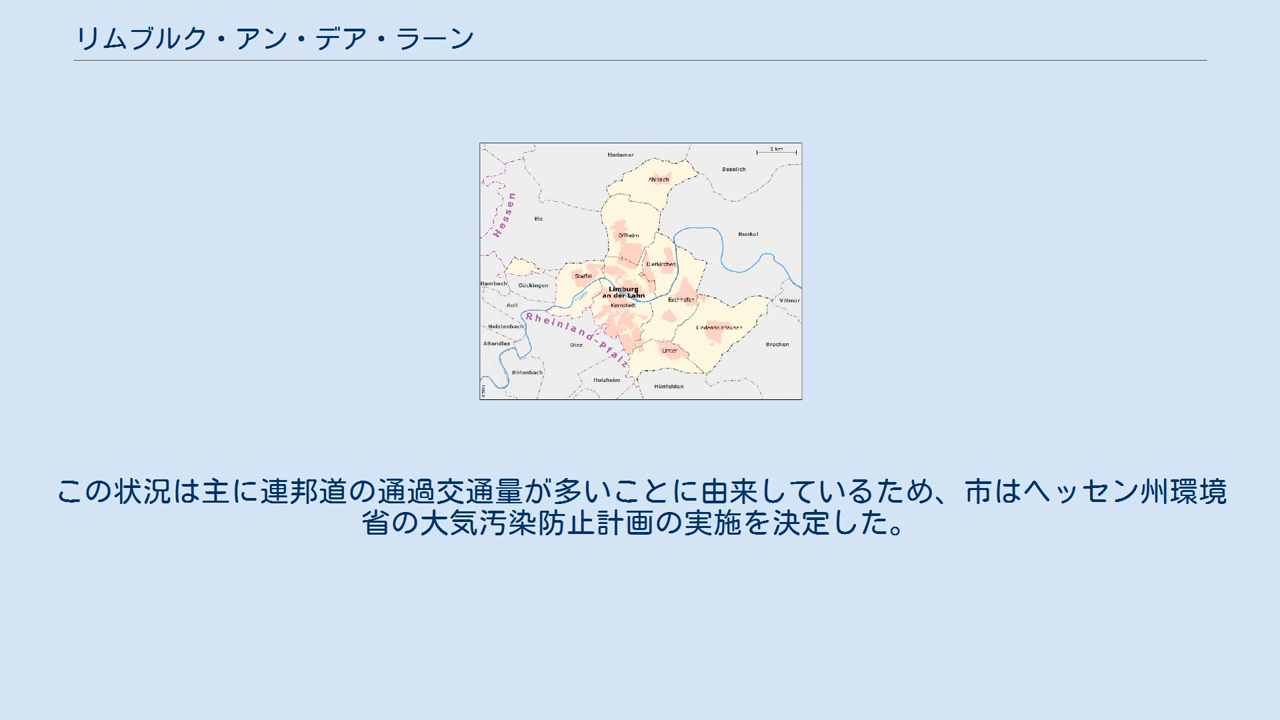 リムブルク・アン・デア・ラーン
Hadamar
2 km
Beselich
Ahlbach
Hessen
Elz
Offheim
Runkel
Dietkirchen
Staffel
Hambach
Gückingen
Limburg
an der Lahn
Eschhofen
Villmar
Aull
Kernstadt
Rheinland-Pfalz
Holstenbach
Lindenholzhausen
Altendiez
Diez
Brechen
Linter
Birlenbach
Holzheim
Hünfelden
この状況は主に連邦道の通過交通量が多いことに由来しているため、市はヘッセン州環境
省の大気汚染防止計画の実施を決定した。